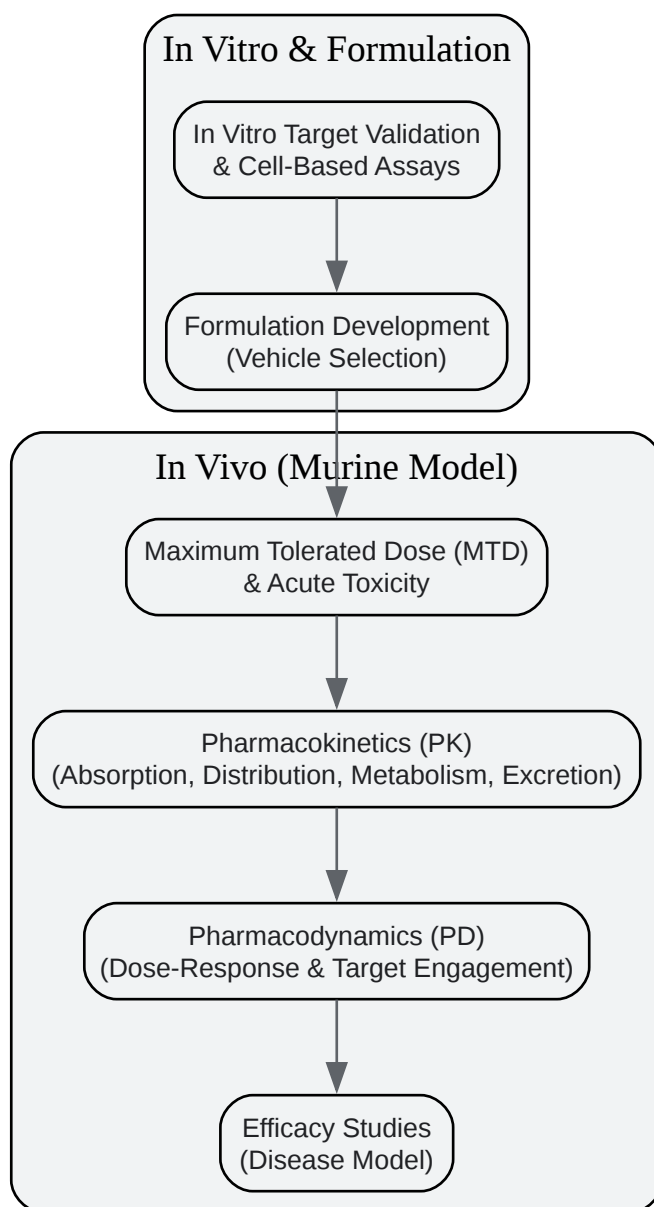 In Vitro & Formulation
In Vitro Target Validation
& Cell-Based Assays
Formulation Development
(Vehicle Selection)
In Vivo (Murine Model)
Maximum Tolerated Dose (MTD)
& Acute Toxicity
Pharmacokinetics (PK)
(Absorption, Distribution, Metabolism, Excretion)
Pharmacodynamics (PD)
(Dose-Response & Target Engagement)
Efficacy Studies
(Disease Model)